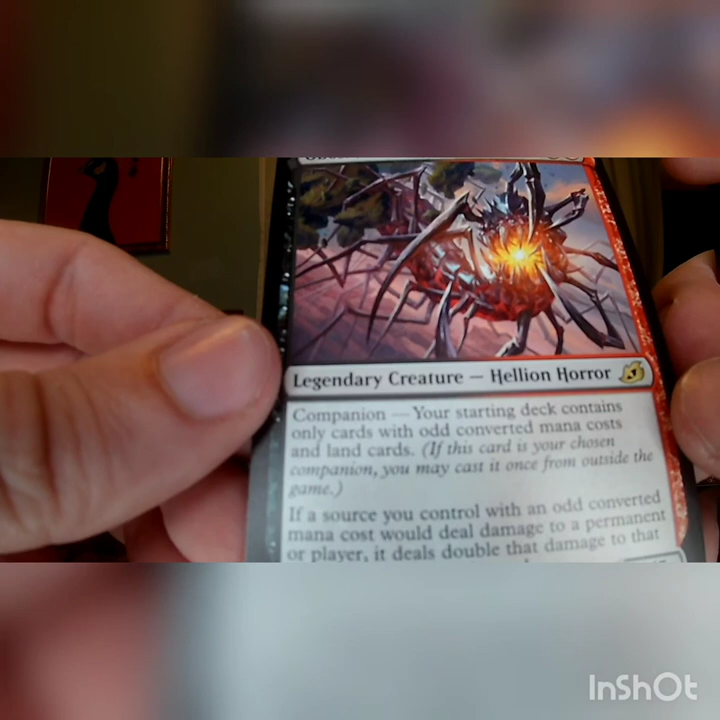 Legendary Creature — Hellion Horror
Companion — Your starting deck contains
only cards with odd converted mana costs
and land cards. (If this card is your chosen
companion, you may cast it once from outside the
game.)
If a source you control with an odd converted
mana cost would deal damage to a permanent
or player, it deals double that damage to that
InShOt